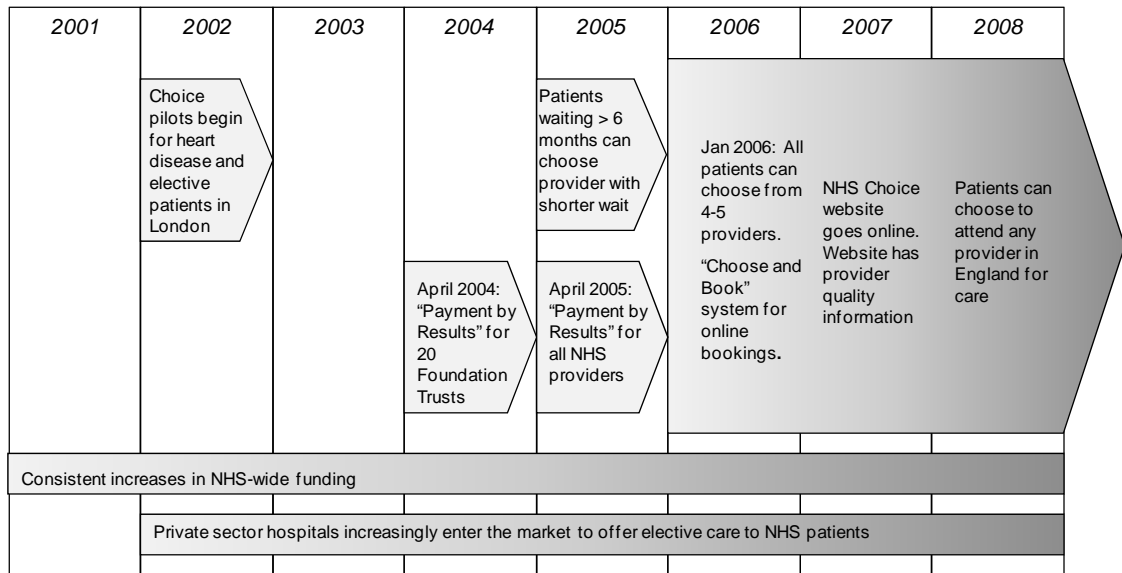 2001 2002 2003 2004 2005 2006 2007 2008
Choice
pilots begin
for heart
disease and
elective
patients in
London
Patients
waiting > 6
months can
choose
provider with
shorter wait
April 2004:
“Payment by
Results” for
20
Foundation
Trusts
April 2005:
“Payment by
Results” for
all NHS
providers
Jan 2006: All
patients can
choose from
4-5
providers.
“Choose and
Book”
system for
online
bookings.
NHS Choice
website
goes online.
Website has
provider
quality
information
Patients can
choose to
attend any
provider in
England for
care
Consistent increases in NHS-wide funding
Private sector hospitals increasingly enter the market to offer elective care to NHS patients